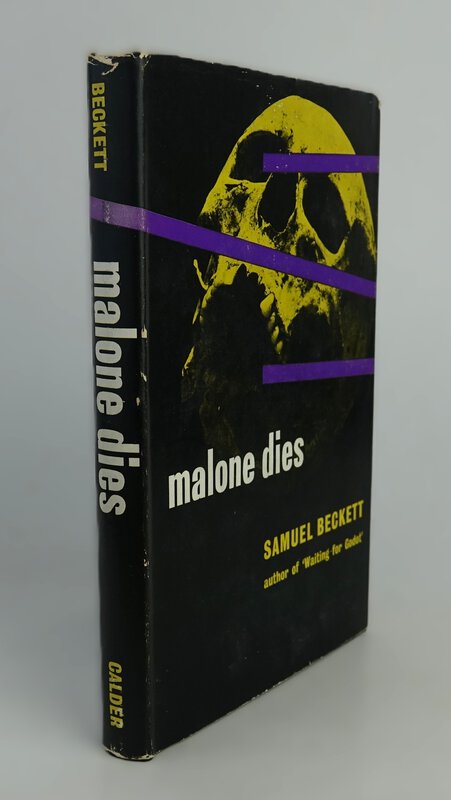 BECKETT
malone dies
CALDER
malone dies
SAMUEL BECKETT
author of 'Waiting for Godot'